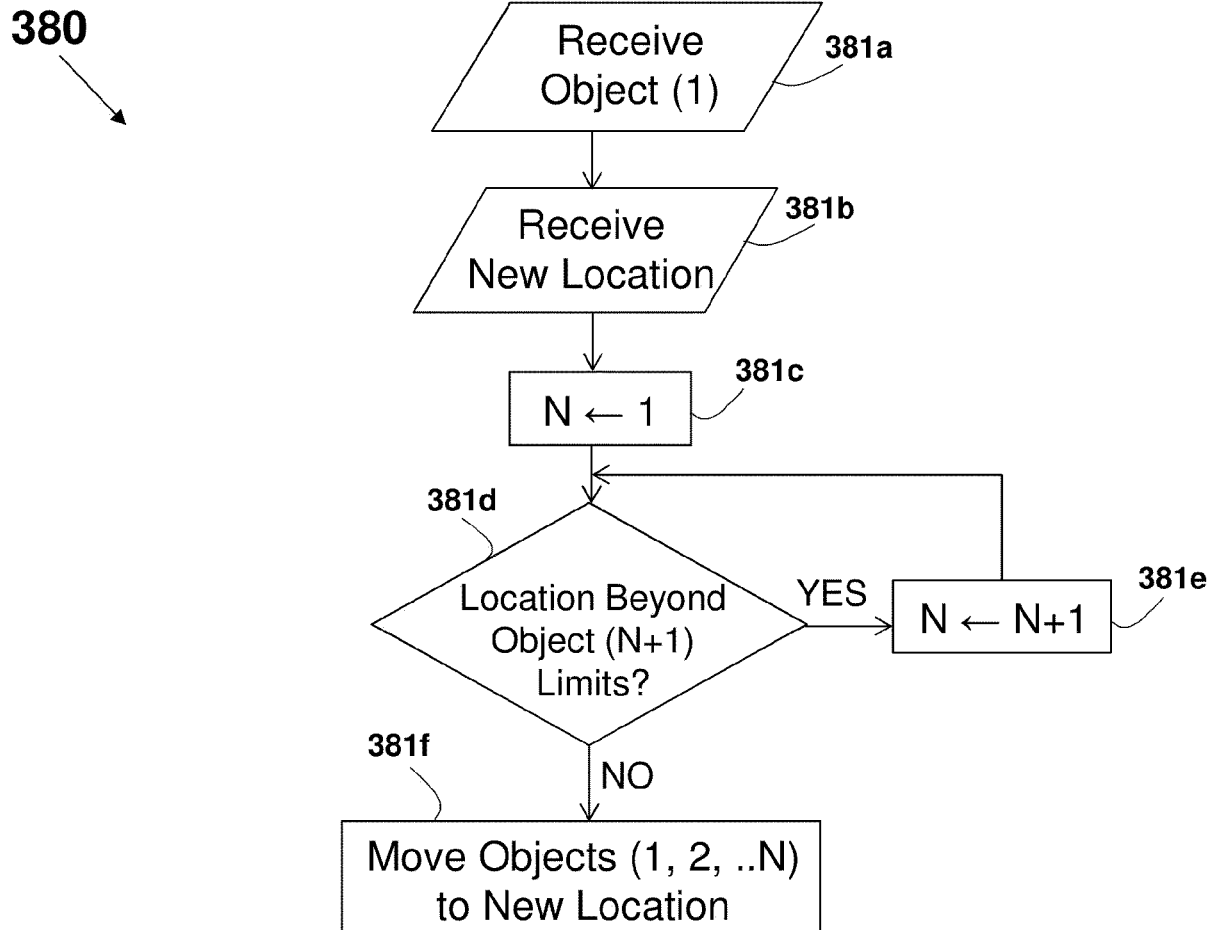 380
Receive
Object (1)
381a
Receive
New Location
381b
N ← 1
381c
381d
Location Beyond
Object (N+1)
Limits?
YES
N ← N+1
381e
NO
381f
Move Objects (1, 2, ..N)
to New Location